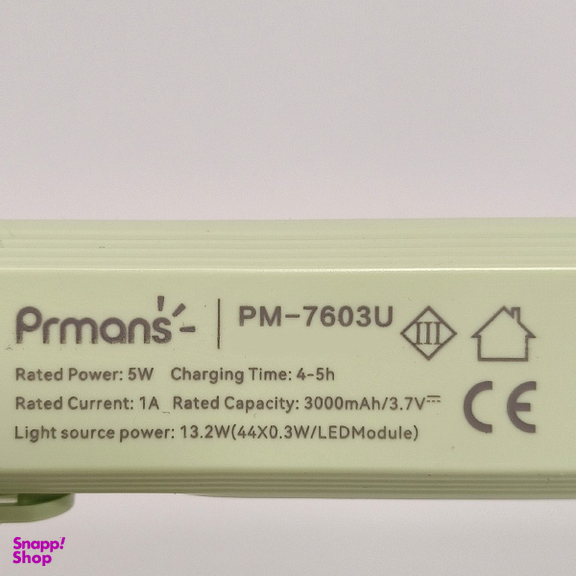 Prmans
PM-7603U
III
Rated Power: 5W Charging Time: 4-5h
Rated Current: 1A Rated Capacity: 3000mAh/3.7V⎓
CE
Light source power: 13.2W(44X0.3W/LEDModule)
Snapp!
Shop